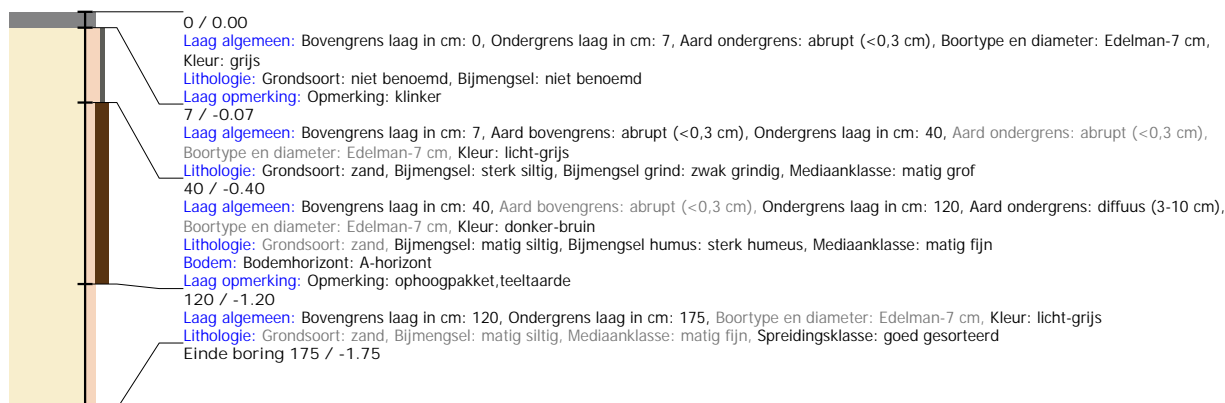 0 / 0.00
Laag algemeen: Bovengrens laag in cm: 0, Ondergrens laag in cm: 7, Aard ondergrens: abrupt (<0,3 cm), Boortype en diameter: Edelman-7 cm,
Kleur: grijs
Lithologie: Grondsoort: niet benoemd, Bijmengsel: niet benoemd
Laag opmerking: Opmerking: klinker
7 / -0.07
Laag algemeen: Bovengrens laag in cm: 7, Aard bovengrens: abrupt (<0,3 cm), Ondergrens laag in cm: 40, Aard ondergrens: abrupt (<0,3 cm),
Boortype en diameter: Edelman-7 cm, Kleur: licht-grijs
Lithologie: Grondsoort: zand, Bijmengsel: sterk siltig, Bijmengsel grind: zwak grindig, Mediaanklasse: matig grof
40 / -0.40
Laag algemeen: Bovengrens laag in cm: 40, Aard bovengrens: abrupt (<0,3 cm), Ondergrens laag in cm: 120, Aard ondergrens: diffuus (3-10 cm),
Boortype en diameter: Edelman-7 cm, Kleur: donker-bruin
Lithologie: Grondsoort: zand, Bijmengsel: matig siltig, Bijmengsel humus: sterk humeus, Mediaanklasse: matig fijn
Bodem: Bodemhorizont: A-horizont
Laag opmerking: Opmerking: ophoogpakket,teeltaarde
120 / -1.20
Laag algemeen: Bovengrens laag in cm: 120, Ondergrens laag in cm: 175, Boortype en diameter: Edelman-7 cm, Kleur: licht-grijs
Lithologie: Grondsoort: zand, Bijmengsel: matig siltig, Mediaanklasse: matig fijn, Spreidingsklasse: goed gesorteerd
Einde boring 175 / -1.75